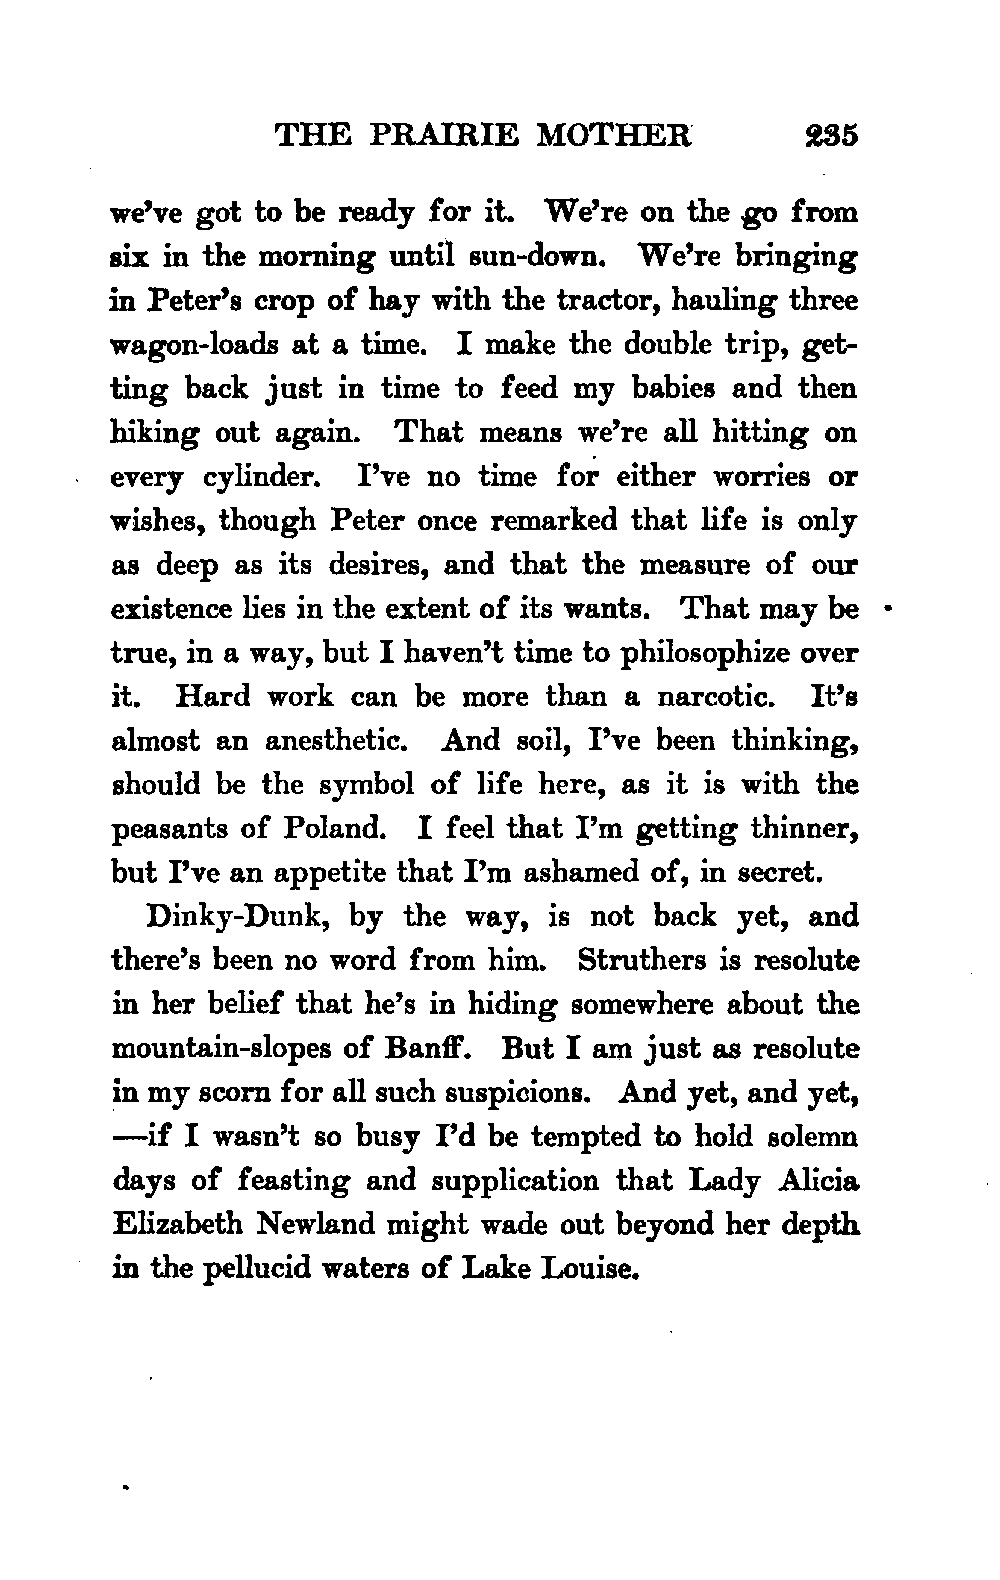 THE PRAIRIE MOTHER 235
we've got to be ready for it. We're on the go from
six in the morning until sun-down. We're bringing
in Peter's crop of hay with the tractor, hauling three
wagon-loads at a time. I make the double trip, get-
ting back just in time to feed my babies and then
hiking out again. That means we're all hitting on
every cylinder. I've no time for either worries or
wishes, though Peter once remarked that life is only
as deep as its desires, and that the measure of our
existence lies in the extent of its wants. That may be
true, in a way, but I haven't time to philosophize over
it. Hard work can be more than a narcotic. It's
almost an anesthetic. And soil, I've been thinking,
should be the symbol of life here, as it is with the
peasants of Poland. I feel that I'm getting thinner,
but I've an appetite that I'm ashamed of, in secret.
Dinky-Dunk, by the way, is not back yet, and
there's been no word from him. Struthers is resolute
in her belief that he's in hiding somewhere about the
mountain-slopes of Banff. But I am just as resolute
in my scorn for all such suspicions. And yet, and yet,
—if I wasn't so busy I'd be tempted to hold solemn
days of feasting and supplication that Lady Alicia
Elizabeth Newland might wade out beyond her depth
in the pellucid waters of Lake Louise.